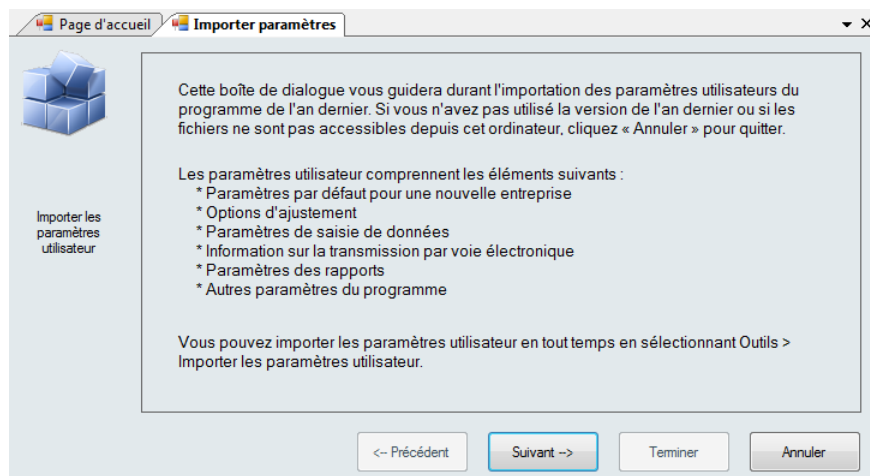 Page d'accueil
Importer paramètres
Cette boîte de dialogue vous guidera durant l'importation des paramètres utilisateurs du
programme de l'an dernier. Si vous n'avez pas utilisé la version de l'an dernier ou si les
fichiers ne sont pas accessibles depuis cet ordinateur, cliquez « Annuler » pour quitter.
Les paramètres utilisateur comprennent les éléments suivants :
* Paramètres par défaut pour une nouvelle entreprise
* Options d'ajustement
* Paramètres de saisie de données
* Information sur la transmission par voie électronique
* Paramètres des rapports
* Autres paramètres du programme
Importer les
paramètres
utilisateur
Vous pouvez importer les paramètres utilisateur en tout temps en sélectionnant Outils >
Importer les paramètres utilisateur.
<-- Précédent
Suivant -->
Terminer
Annuler